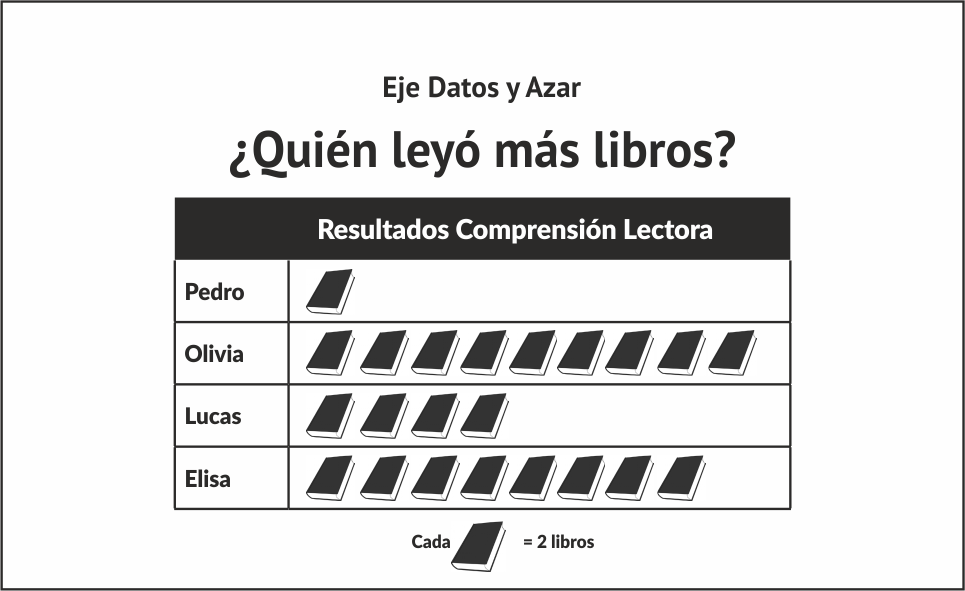 Eje Datos y Azar
¿Quién leyó más libros?
Resultados Comprensión Lectora
Pedro
Olivia
Lucas
Elisa
Cada = 2 libros